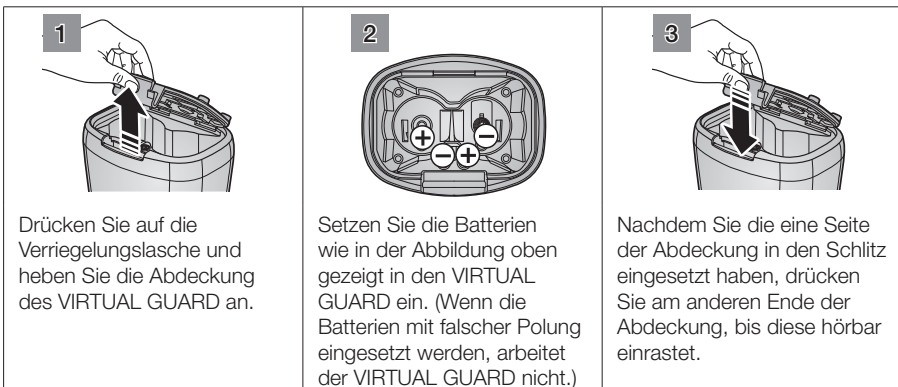 1
Drücken Sie auf die
Verriegelungslasche und
heben Sie die Abdeckung
des VIRTUAL GUARD an.
2
+
−
−
+
Setzen Sie die Batterien
wie in der Abbildung oben
gezeigt in den VIRTUAL
GUARD ein. (Wenn die
Batterien mit falscher Polung
eingesetzt werden, arbeitet
der VIRTUAL GUARD nicht.)
3
Nachdem Sie die eine Seite
der Abdeckung in den Schlitz
eingesetzt haben, drücken
Sie am anderen Ende der
Abdeckung, bis diese hörbar
einrastet.